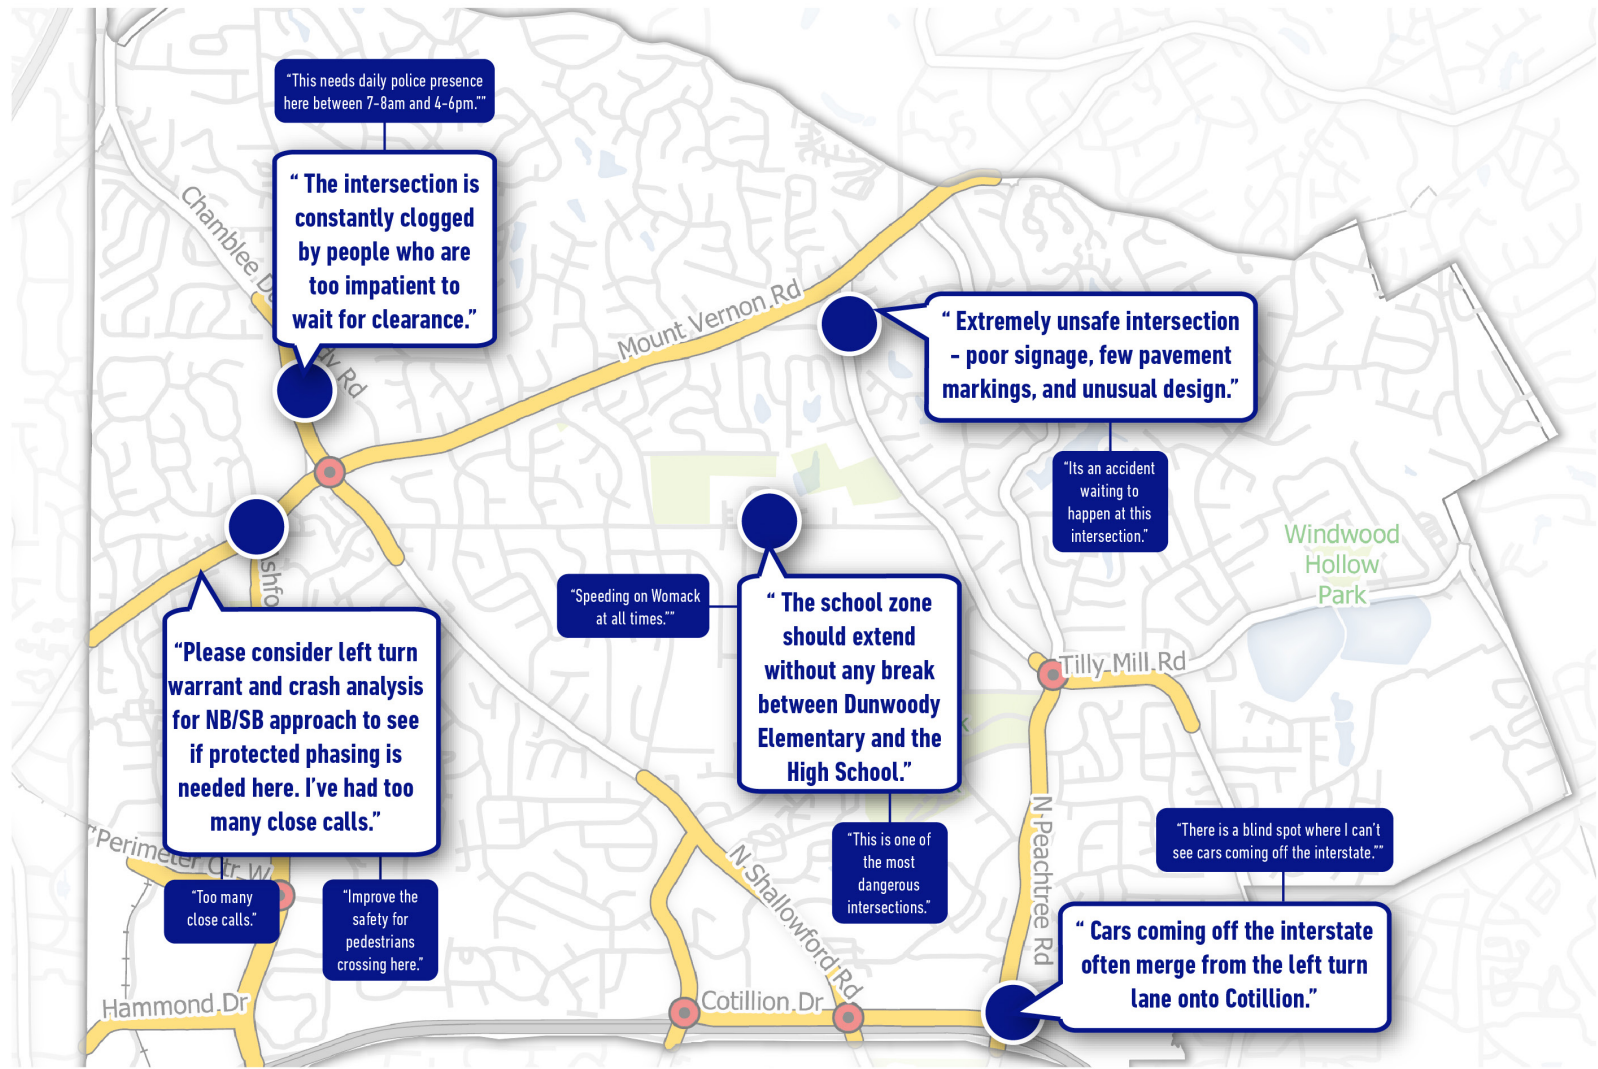 “This needs daily police presence
here between 7-8am and 4-6pm.””
“ The intersection is
constantly clogged
by people who are
too impatient to
wait for clearance.”
Chamblee
dy Rd
Mount Vernon Rd
“ Extremely unsafe intersection
- poor signage, few pavement
markings, and unusual design.”
“Its an accident
waiting to
happen at this
intersection.”
Windwood
Hollow
Park
shfo
“Please consider left turn
warrant and crash analysis
for NB/SB approach to see
if protected phasing is
needed here. I’ve had too
many close calls.”
“Too many
close calls.”
“Improve the
safety for
pedestrians
crossing here.”
“Speeding on Womack
at all times.””
“ The school zone
should extend
without any break
between Dunwoody
Elementary and the
High School.”
“This is one of
the most
dangerous
intersections.”
Tilly Mill Rd
N Peachtree Rd
N Shallowford Rd
Perimeter Ctr W
Hammond Dr
Cotillion Dr
“There is a blind spot where I can’t
see cars coming off the interstate.””
“ Cars coming off the interstate
often merge from the left turn
lane onto Cotillion.”